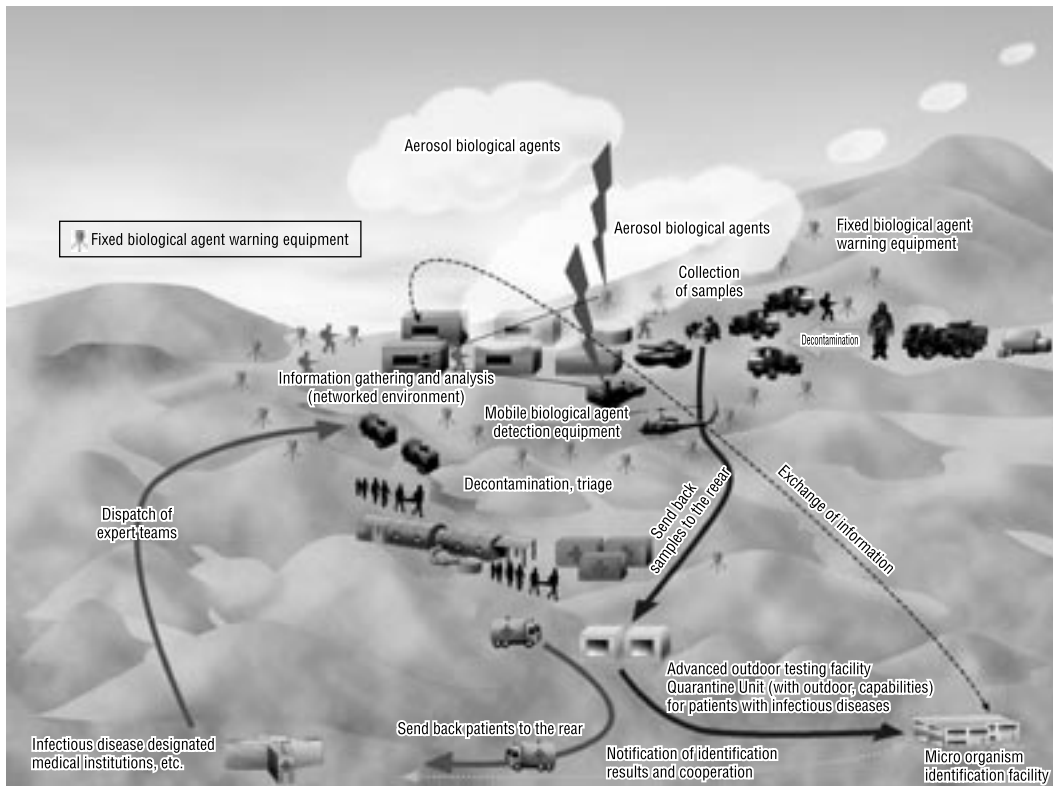 Aerosol biological agents
Aerosol biological agents
Fixed biological agent warning equipment
Fixed biological agent
warning equipment
Collection
of samples
Decontamination
Information gathering and analysis
(networked environment)
Mobile biological agent
detection equipment
Decontamination, triage
Dispatch of
expert teams
Send back
samples to the reear
Exchange of information
Advanced outdoor testing facility
Quarantine Unit (with outdoor, capabilities)
for patients with infectious diseases
Send back patients to the rear
Infectious disease designated
medical institutions, etc.
Notification of identification
results and cooperation
Micro organism
identification facility